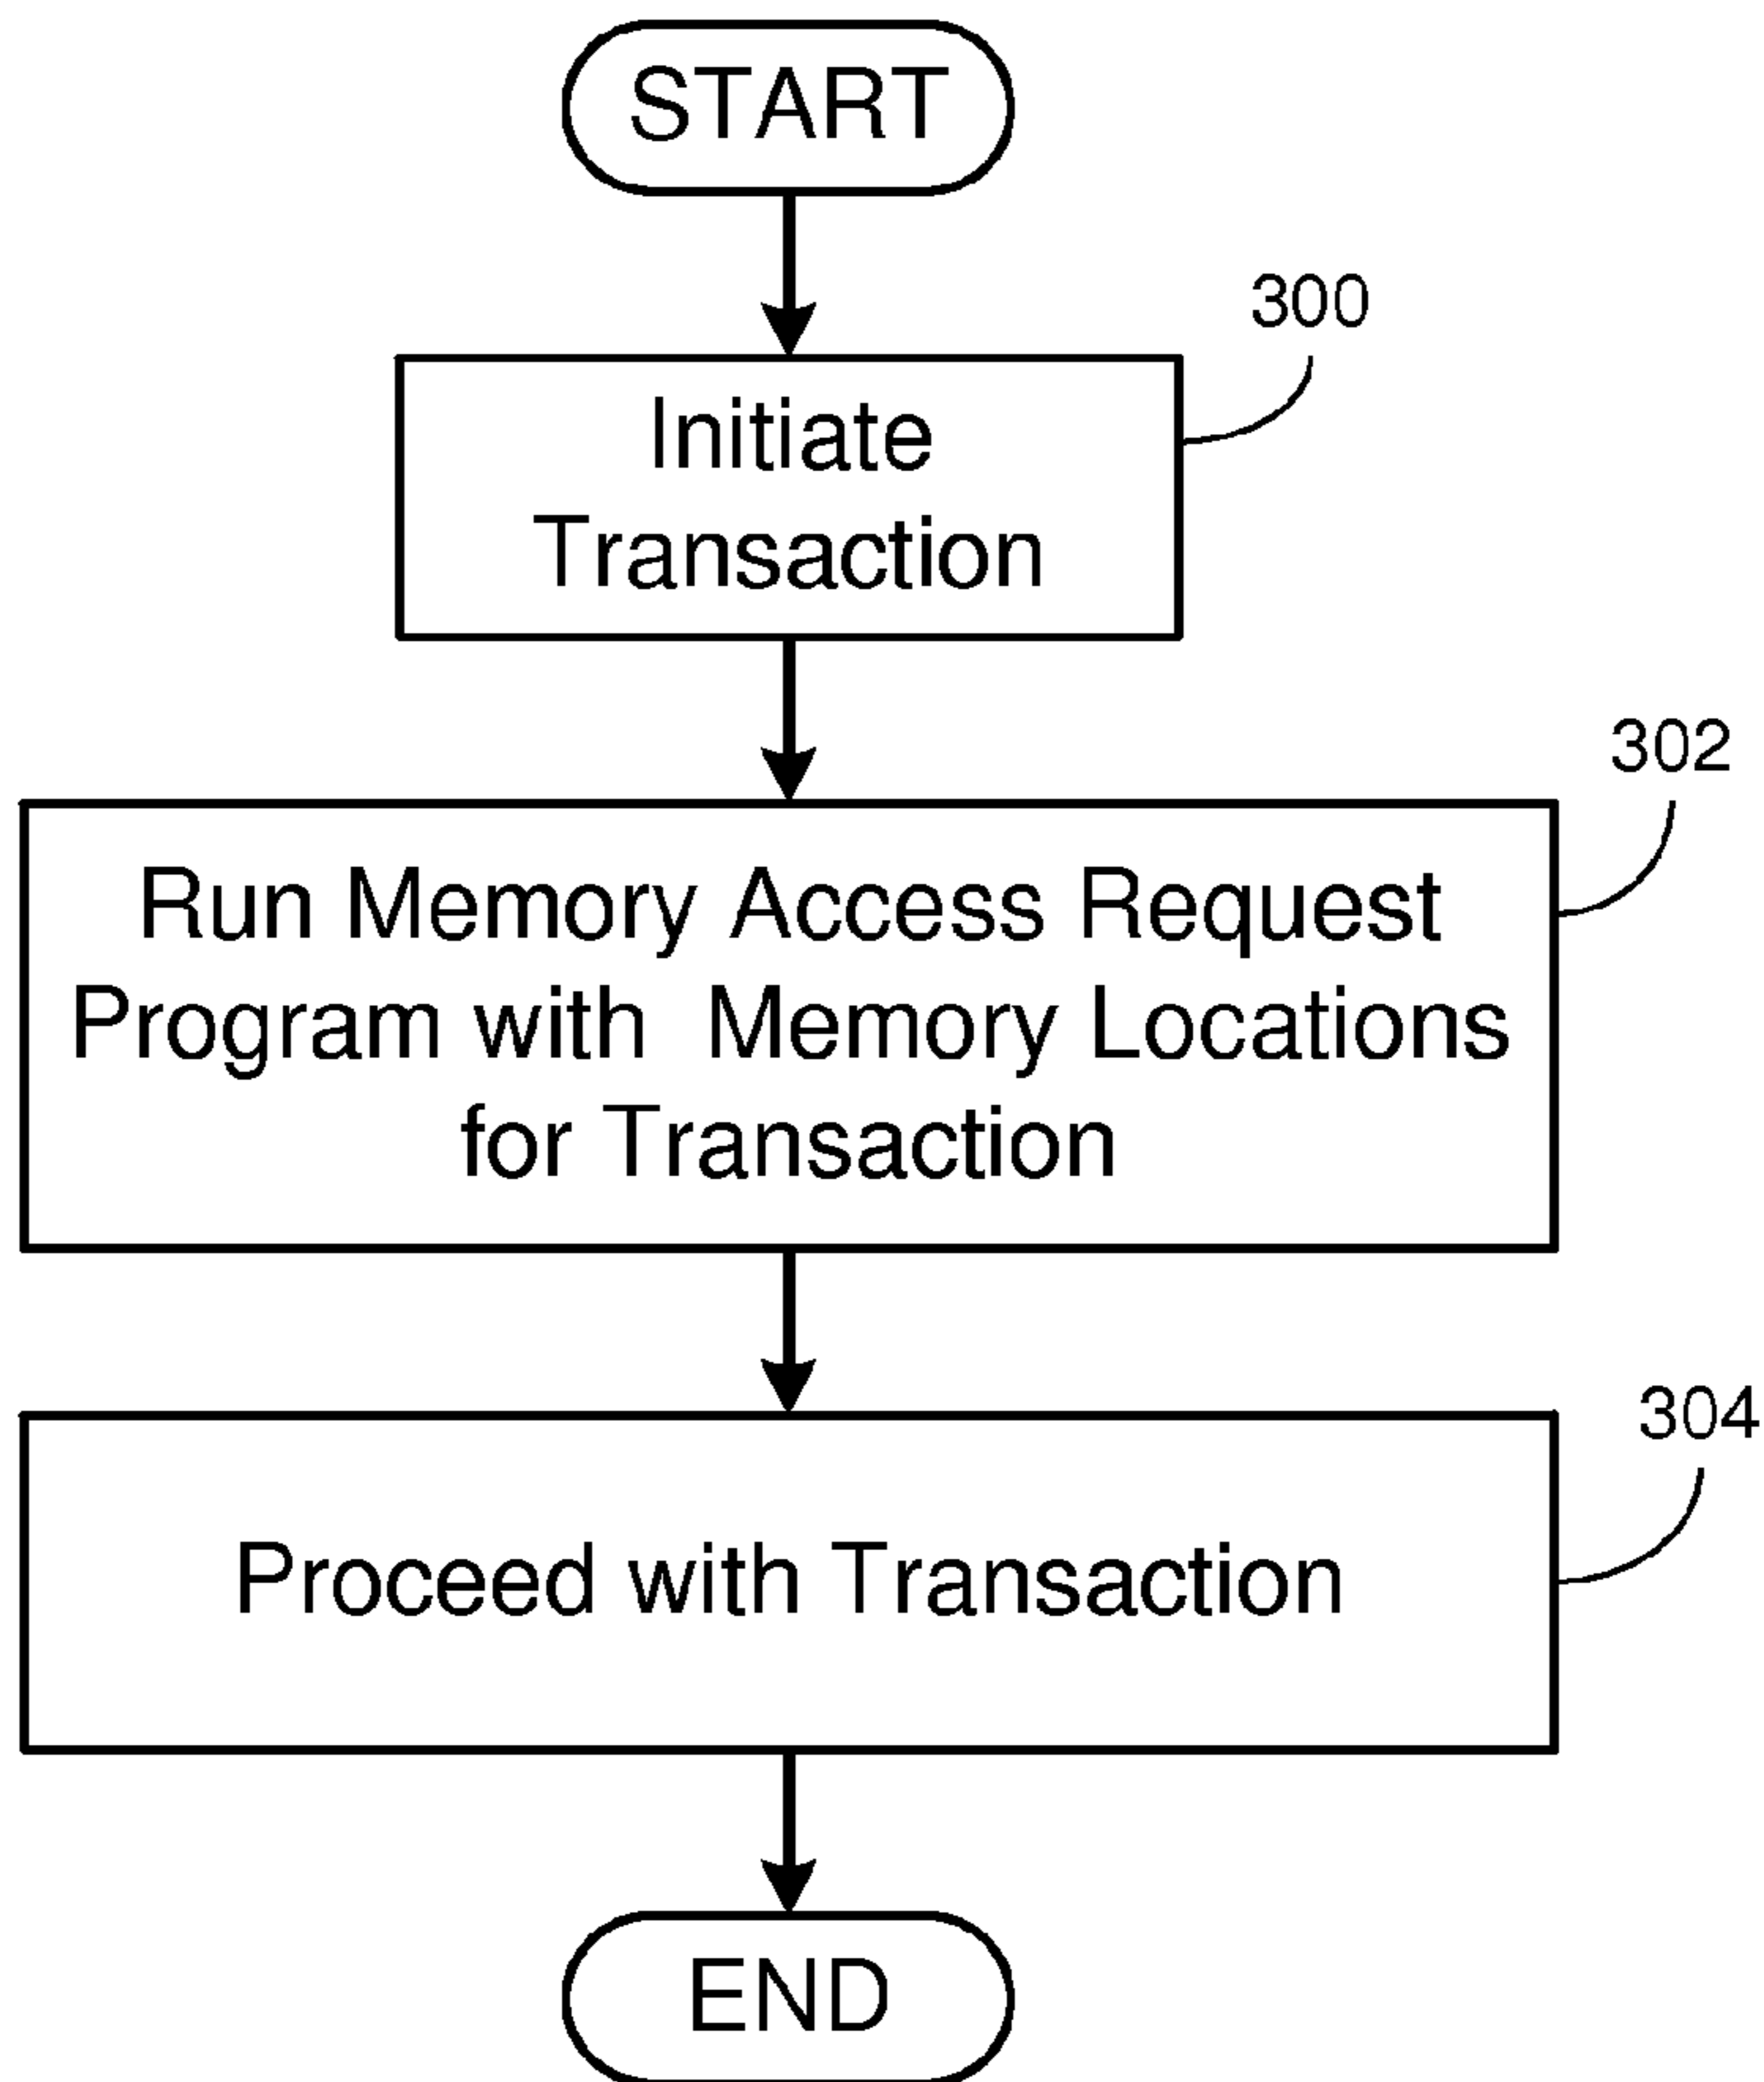 START
300
Initiate
Transaction
302
Run Memory Access Request
Program with Memory Locations
for Transaction
304
Proceed with Transaction
END